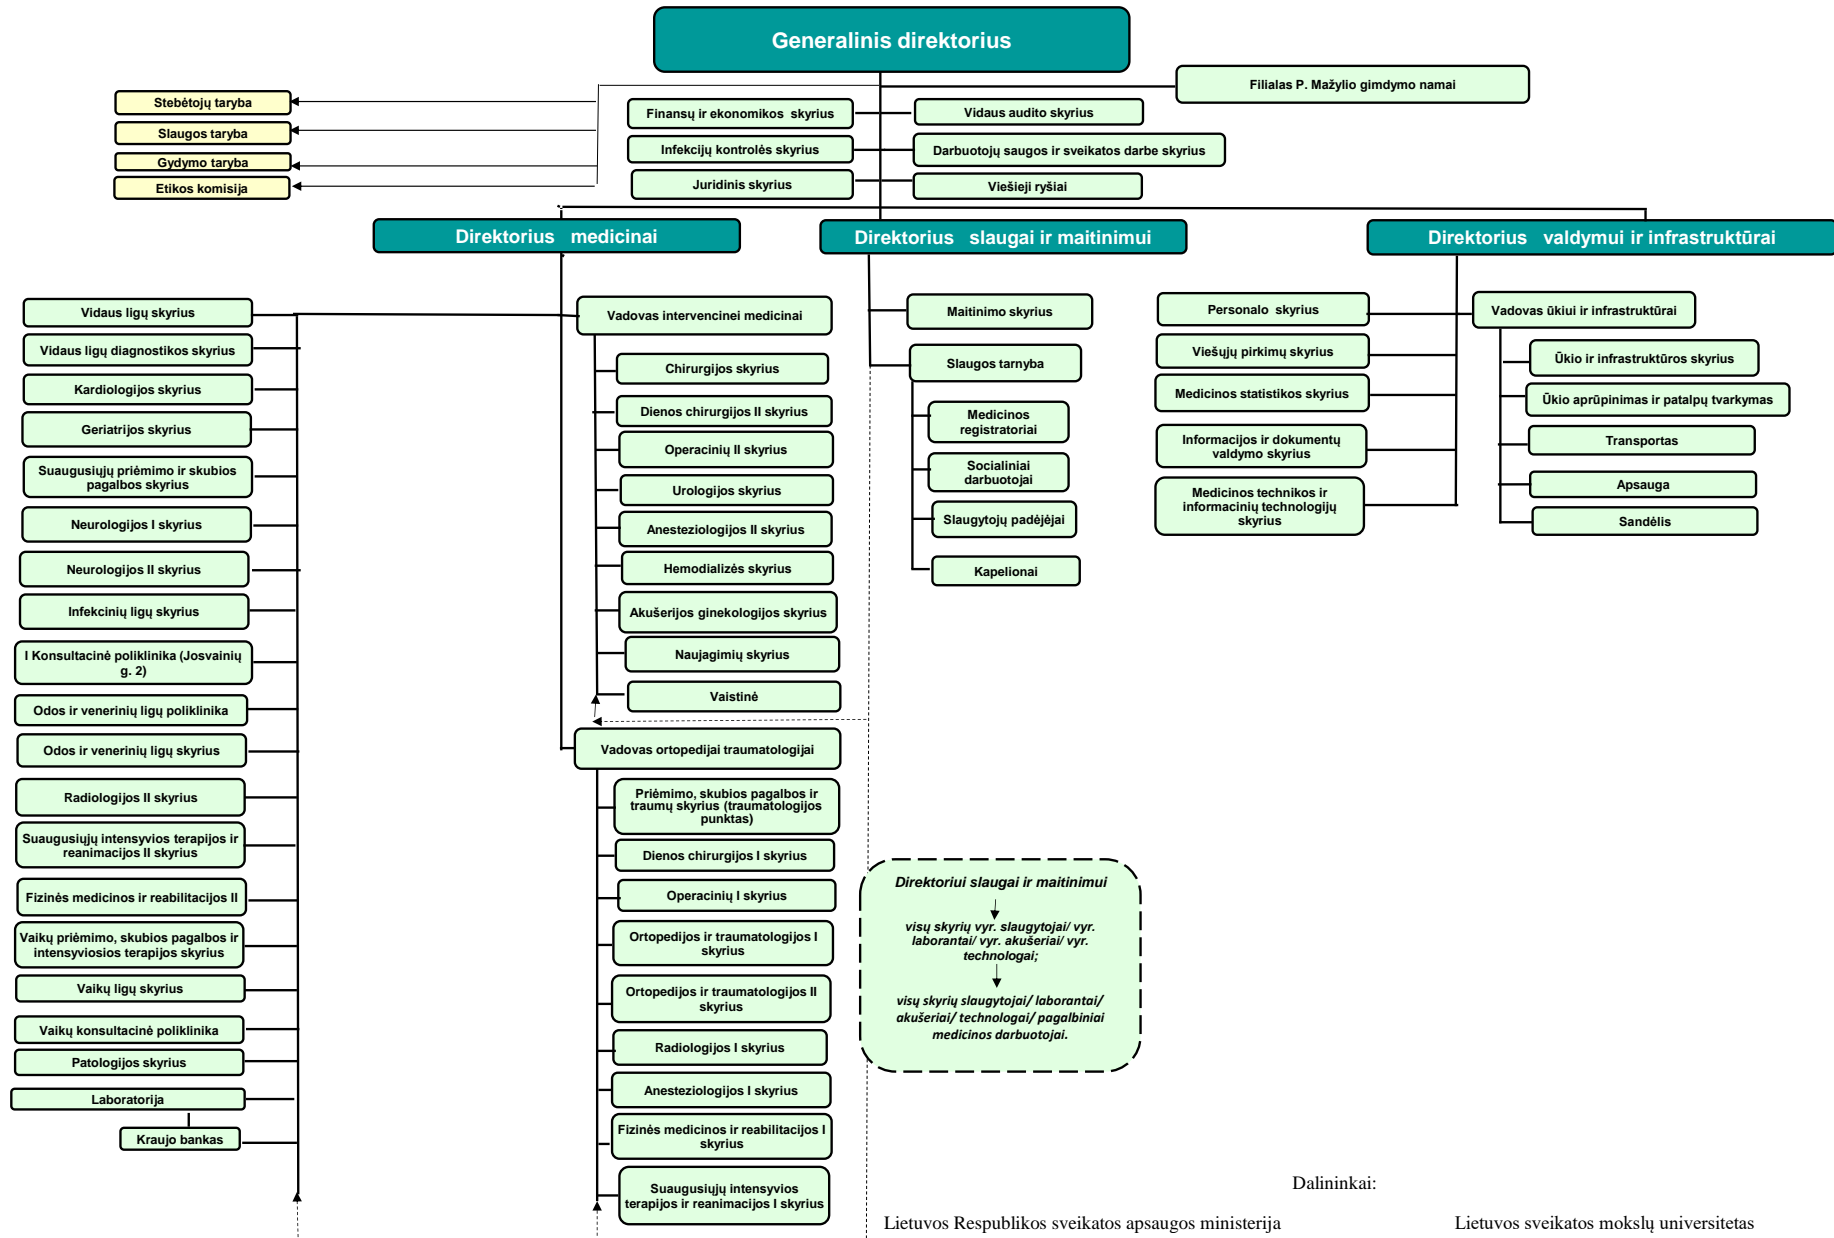 Generalinis direktorius
Filialas P. Mažylio gimdymo namai
Stebėtojų taryba
Slaugos taryba
Gydymo taryba
Etikos komisija
Finansų ir ekonomikos skyrius
Vidaus audito skyrius
Infekcijų kontrolės skyrius
Darbuotojų saugos ir sveikatos darbe skyrius
Juridinis skyrius
Viešieji ryšiai
Direktorius medicinai
Direktorius slaugai ir maitinimui
Direktorius valdymui ir infrastruktūrai
Vidaus ligų skyrius
Vidaus ligų diagnostikos skyrius
Kardiologijos skyrius
Geriatrijos skyrius
Suaugusiųjų priėmimo ir skubios
pagalbos skyrius
Neurologijos I skyrius
Neurologijos II skyrius
Infekcinių ligų skyrius
I Konsultacinė poliklinika (Josvainių
g. 2)
Odos ir venerinių ligų poliklinika
Odos ir venerinių ligų skyrius
Radiologijos II skyrius
Suaugusiųjų intensyvios terapijos ir
reanimacijos II skyrius
Fizinės medicinos ir reabilitacijos II
Vaikų priėmimo, skubios pagalbos ir
intensyviosios terapijos skyrius
Vaikų ligų skyrius
Vaikų konsultacinė poliklinika
Patologijos skyrius
Laboratorija
Kraujo bankas
Vadovas intervencinei medicinai
Chirurgijos skyrius
Dienos chirurgijos II skyrius
Operacinių II skyrius
Urologijos skyrius
Anesteziologijos II skyrius
Hemodializės skyrius
Akušerijos ginekologijos skyrius
Naujagimių skyrius
Vaistinė
Vadovas ortopedijai traumatologijai
Priėmimo, skubios pagalbos ir
traumų skyrius (traumatologijos
punktas)
Dienos chirurgijos I skyrius
Operacinių I skyrius
Ortopedijos ir traumatologijos I
skyrius
Ortopedijos ir traumatologijos II
skyrius
Radiologijos I skyrius
Anesteziologijos I skyrius
Fizinės medicinos ir reabilitacijos I
skyrius
Suaugusiųjų intensyvios
terapijos ir reanimacijos I skyrius
Maitinimo skyrius
Slaugos tarnyba
Medicinos
registratoriai
Socialiniai
darbuotojai
Slaugytojų padėjėjai
Kapelionai
Direktoriui slaugai ir maitinimui
visų skyrių vyr. slaugytojai/ vyr.
laborantai/ vyr. akušeriai/ vyr.
technologai;
visų skyrių slaugytojai/ laborantai/
akušeriai/ technologai/ pagalbiniai
medicinos darbuotojai.
Personalo skyrius
Viešųjų pirkimų skyrius
Medicinos statistikos skyrius
Informacijos ir dokumentų
valdymo skyrius
Medicinos technikos ir
informacinių technologijų
skyrius
Vadovas ūkiui ir infrastruktūrai
Ūkio ir infrastruktūros skyrius
Ūkio aprūpinimas ir patalpų tvarkymas
Transportas
Apsauga
Sandėlis
Dalininkai:
Lietuvos Respublikos sveikatos apsaugos ministerija
Lietuvos sveikatos mokslų universitetas